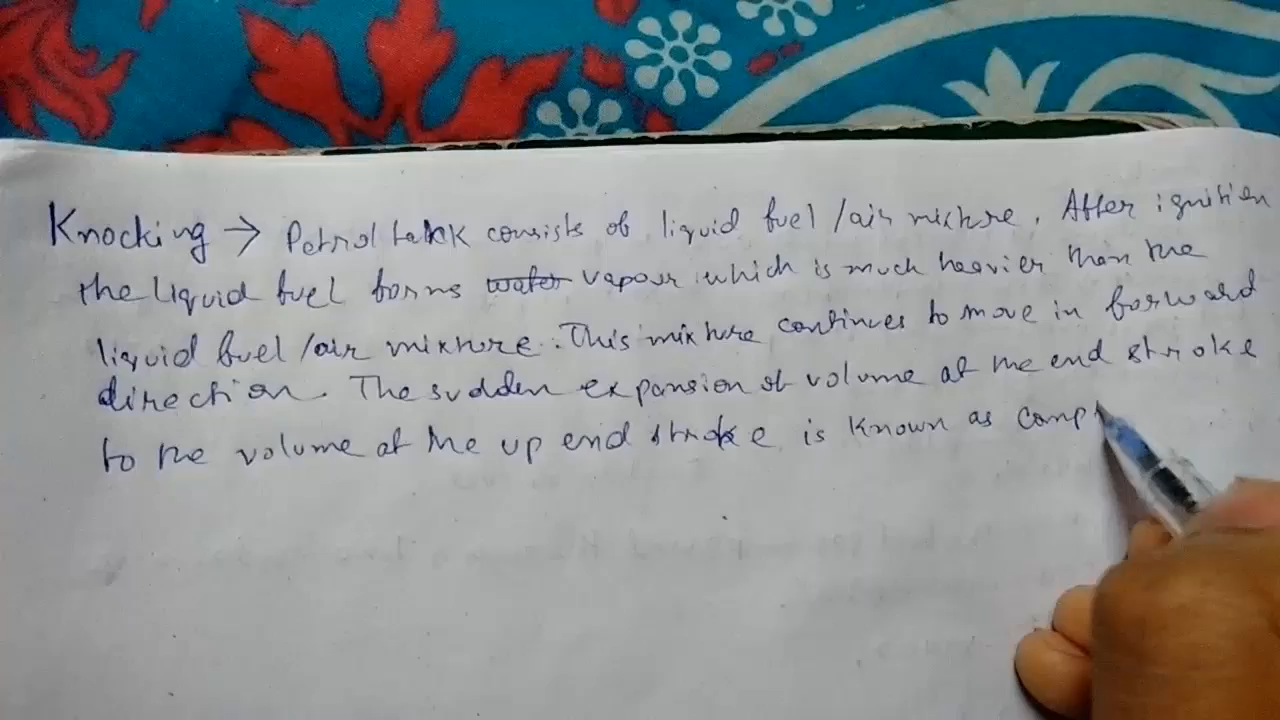 Knocking → Petrol tank consists of liquid fuel /air mixture. After ignition
the liquid fuel forms water vapour which is much heavier than the
liquid fuel /air mixture. This mixture continues to move in forward
direction. The sudden expansion of volume at the end stroke
to the volume at the up end stroke is known as comp